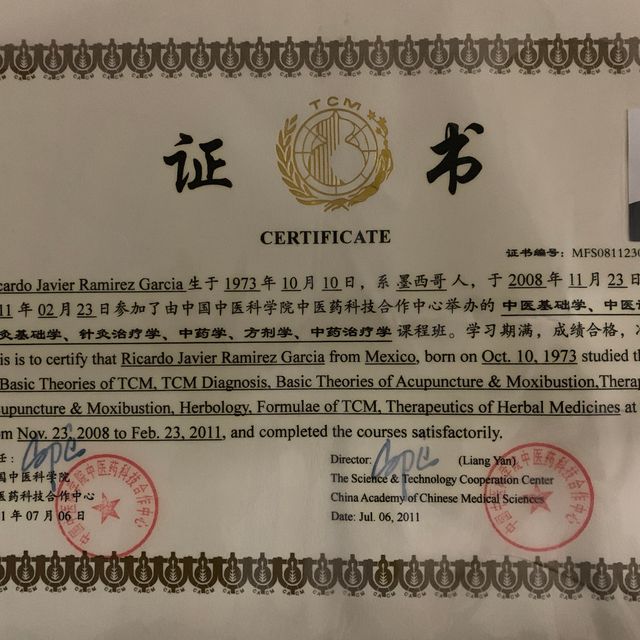 TCM
证 书
CERTIFICATE
证书编号：MFS0811230
cardo Javier Ramirez Garcia 生于 1973 年 10 月 10 日，系 墨西哥 人，于 2008 年 11 月 23 日
11 年 02 月 23 日参加了由中国中医科学院中医药科技合作中心举办的 中医基础学、中医
灸基础学、针灸治疗学、中药学、方剂学、中药治疗学 课程班。学习期满，成绩合格，
is is to certify that Ricardo Javier Ramirez Garcia from Mexico, born on Oct. 10, 1973 studied th
Basic Theories of TCM, TCM Diagnosis, Basic Theories of Acupuncture & Moxibustion,Therap
upuncture & Moxibustion, Herbology, Formulae of TCM, Therapeutics of Herbal Medicines at
om Nov. 23, 2008 to Feb. 23, 2011, and completed the courses satisfactorily.
任：
国中医科学院
医药科技合作中心
1 年 07 月 06 日
Director: (Liang Yan)
The Science & Technology Cooperation Center
China Academy of Chinese Medical Sciences
Date: Jul. 06, 2011